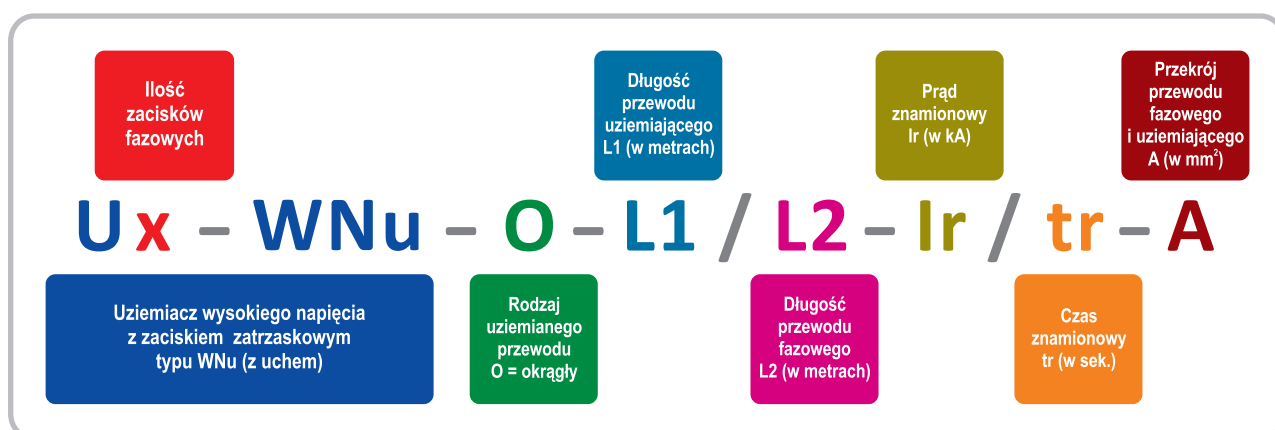 Ilość
zacisków
fazowych
Długość
przewodu
uziemiającego
L1 (w metrach)
Prąd
znamionowy
Ir (w kA)
Przekrój
przewodu
fazowego
i uziemiającego
A (w mm²)
Ux – WNu – O – L1 / L2 – Ir / tr – A
Uziemiacz wysokiego napięcia
z zaciskiem zatrzaskowym
typu WNu (z uchem)
Rodzaj
uziemianego
przewodu
O = okrągły
Długość
przewodu
fazowego
L2 (w metrach)
Czas
znamionowy
tr (w sek.)